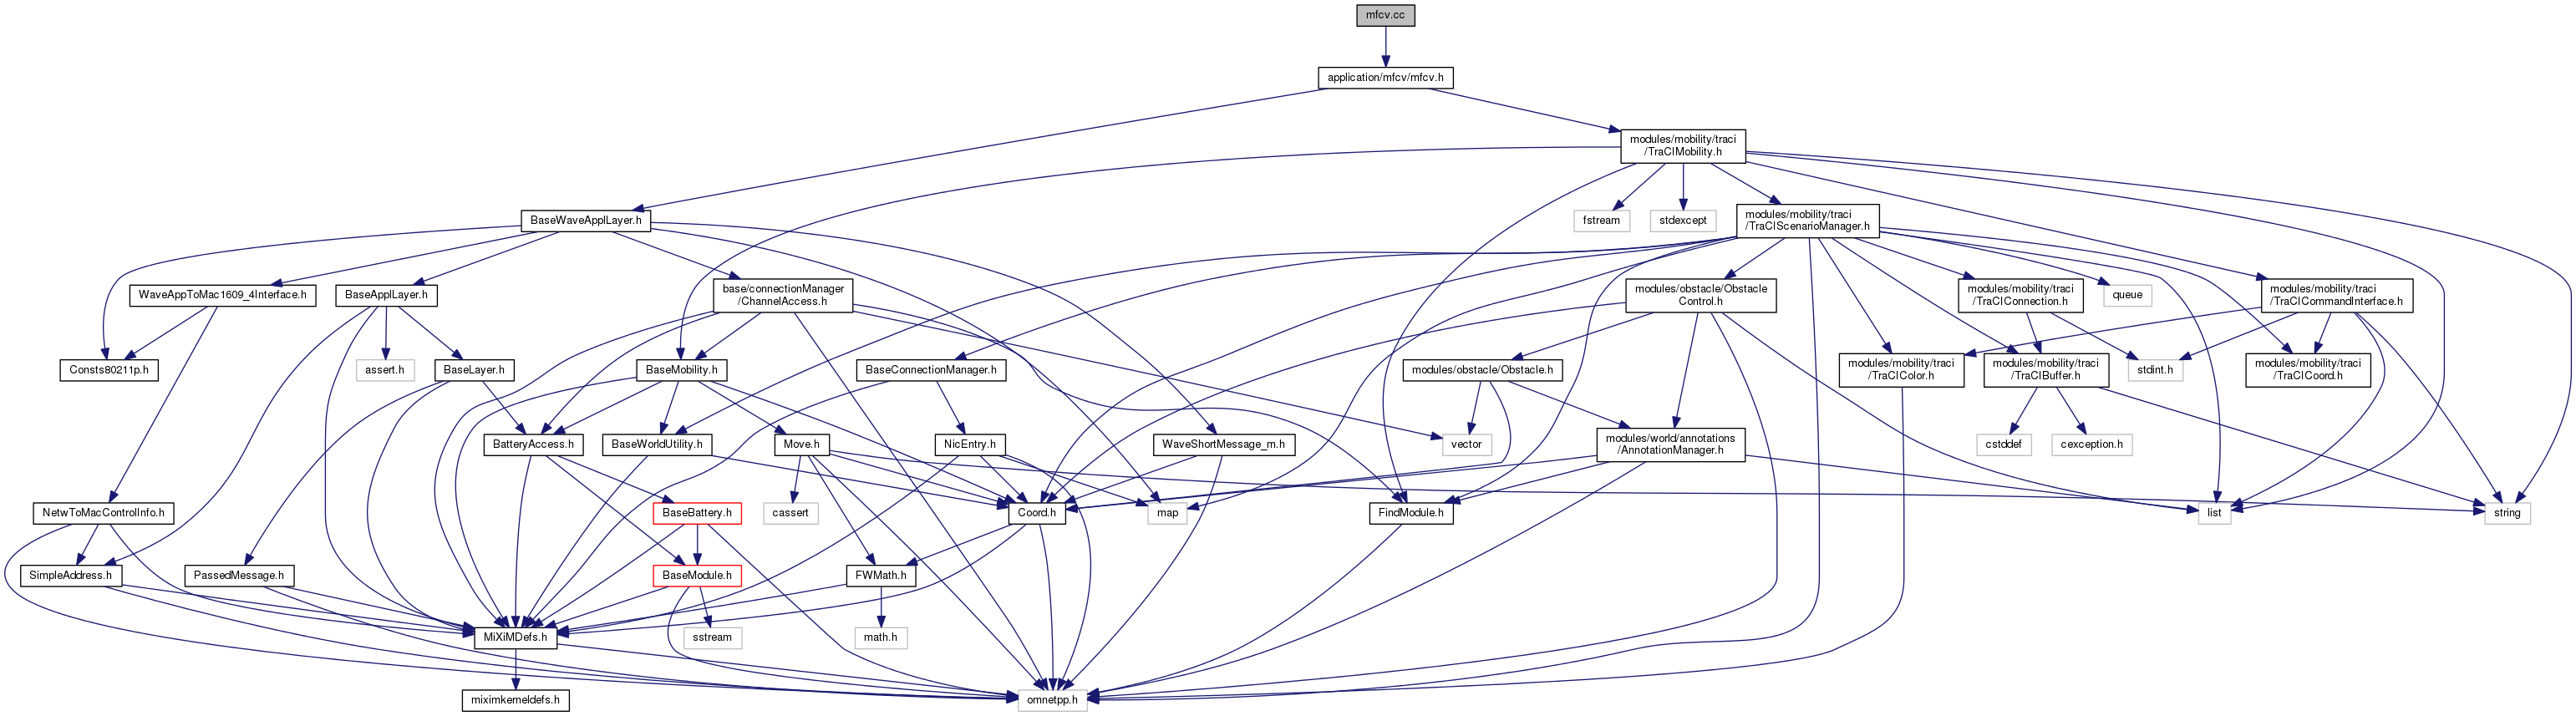 mfcv.cc
application/mfcv/mfcv.h
modules/mobility/traci
/TraCIMobility.h
BaseWaveApplLayer.h
fstream
stdexcept
modules/mobility/traci
/TraCIScenarioManager.h
WaveAppToMac1609_4Interface.h
BaseApplLayer.h
base/connectionManager
/ChannelAccess.h
modules/obstacle/Obstacle
Control.h
modules/mobility/traci
/TraCIConnection.h
queue
modules/mobility/traci
/TraCICommandInterface.h
Consts80211p.h
assert.h
BaseLayer.h
BaseMobility.h
BaseConnectionManager.h
modules/obstacle/Obstacle.h
modules/mobility/traci
/TraCIColor.h
modules/mobility/traci
/TraCIBuffer.h
stdint.h
modules/mobility/traci
/TraCICoord.h
BatteryAccess.h
BaseWorldUtility.h
Move.h
NicEntry.h
WaveShortMessage_m.h
vector
modules/world/annotations
/AnnotationManager.h
cstddef
cexception.h
NetwToMacControlInfo.h
BaseBattery.h
cassert
Coord.h
map
FindModule.h
list
string
SimpleAddress.h
PassedMessage.h
BaseModule.h
FWMath.h
MiXiMDefs.h
sstream
math.h
miximkerneldefs.h
omnetpp.h